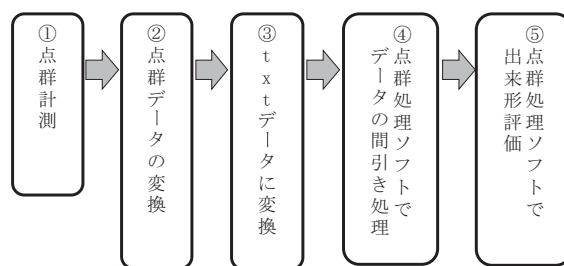 ①点群計測
②点群データの変換
③txtデータに変換
④点群処理ソフトで
データの間引き処理
⑤点群処理ソフトで
出来形評価